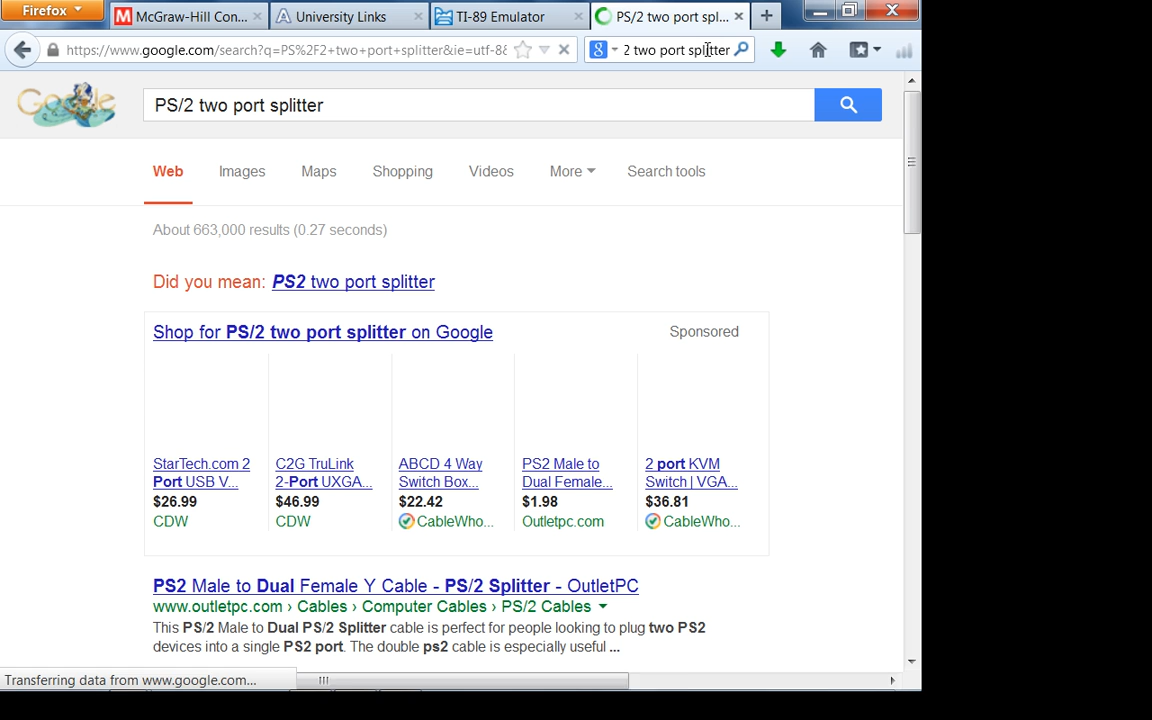 Firefox
McGraw-Hill Con...
University Links
TI-89 Emulator
PS/2 two port spl...
https://www.google.com/search?q=PS%2F2+two+port+splitter&ie=utf-8&
2 two port splitter
Google
PS/2 two port splitter
Web Images Maps Shopping Videos More Search tools
About 663,000 results (0.27 seconds)
Did you mean: PS2 two port splitter
Shop for PS/2 two port splitter on Google
Sponsored
StarTech.com 2
Port USB V...
$26.99
CDW
C2G TruLink
2-Port UXGA...
$46.99
CDW
ABCD 4 Way
Switch Box...
$22.42
CableWho...
PS2 Male to
Dual Female...
$1.98
Outletpc.com
2 port KVM
Switch | VGA...
$36.81
CableWho...
PS2 Male to Dual Female Y Cable - PS/2 Splitter - OutletPC
www.outletpc.com › Cables › Computer Cables › PS/2 Cables
This PS/2 Male to Dual PS/2 Splitter cable is perfect for people looking to plug two PS2
devices into a single PS2 port. The double ps2 cable is especially useful ...
Transferring data from www.google.com...